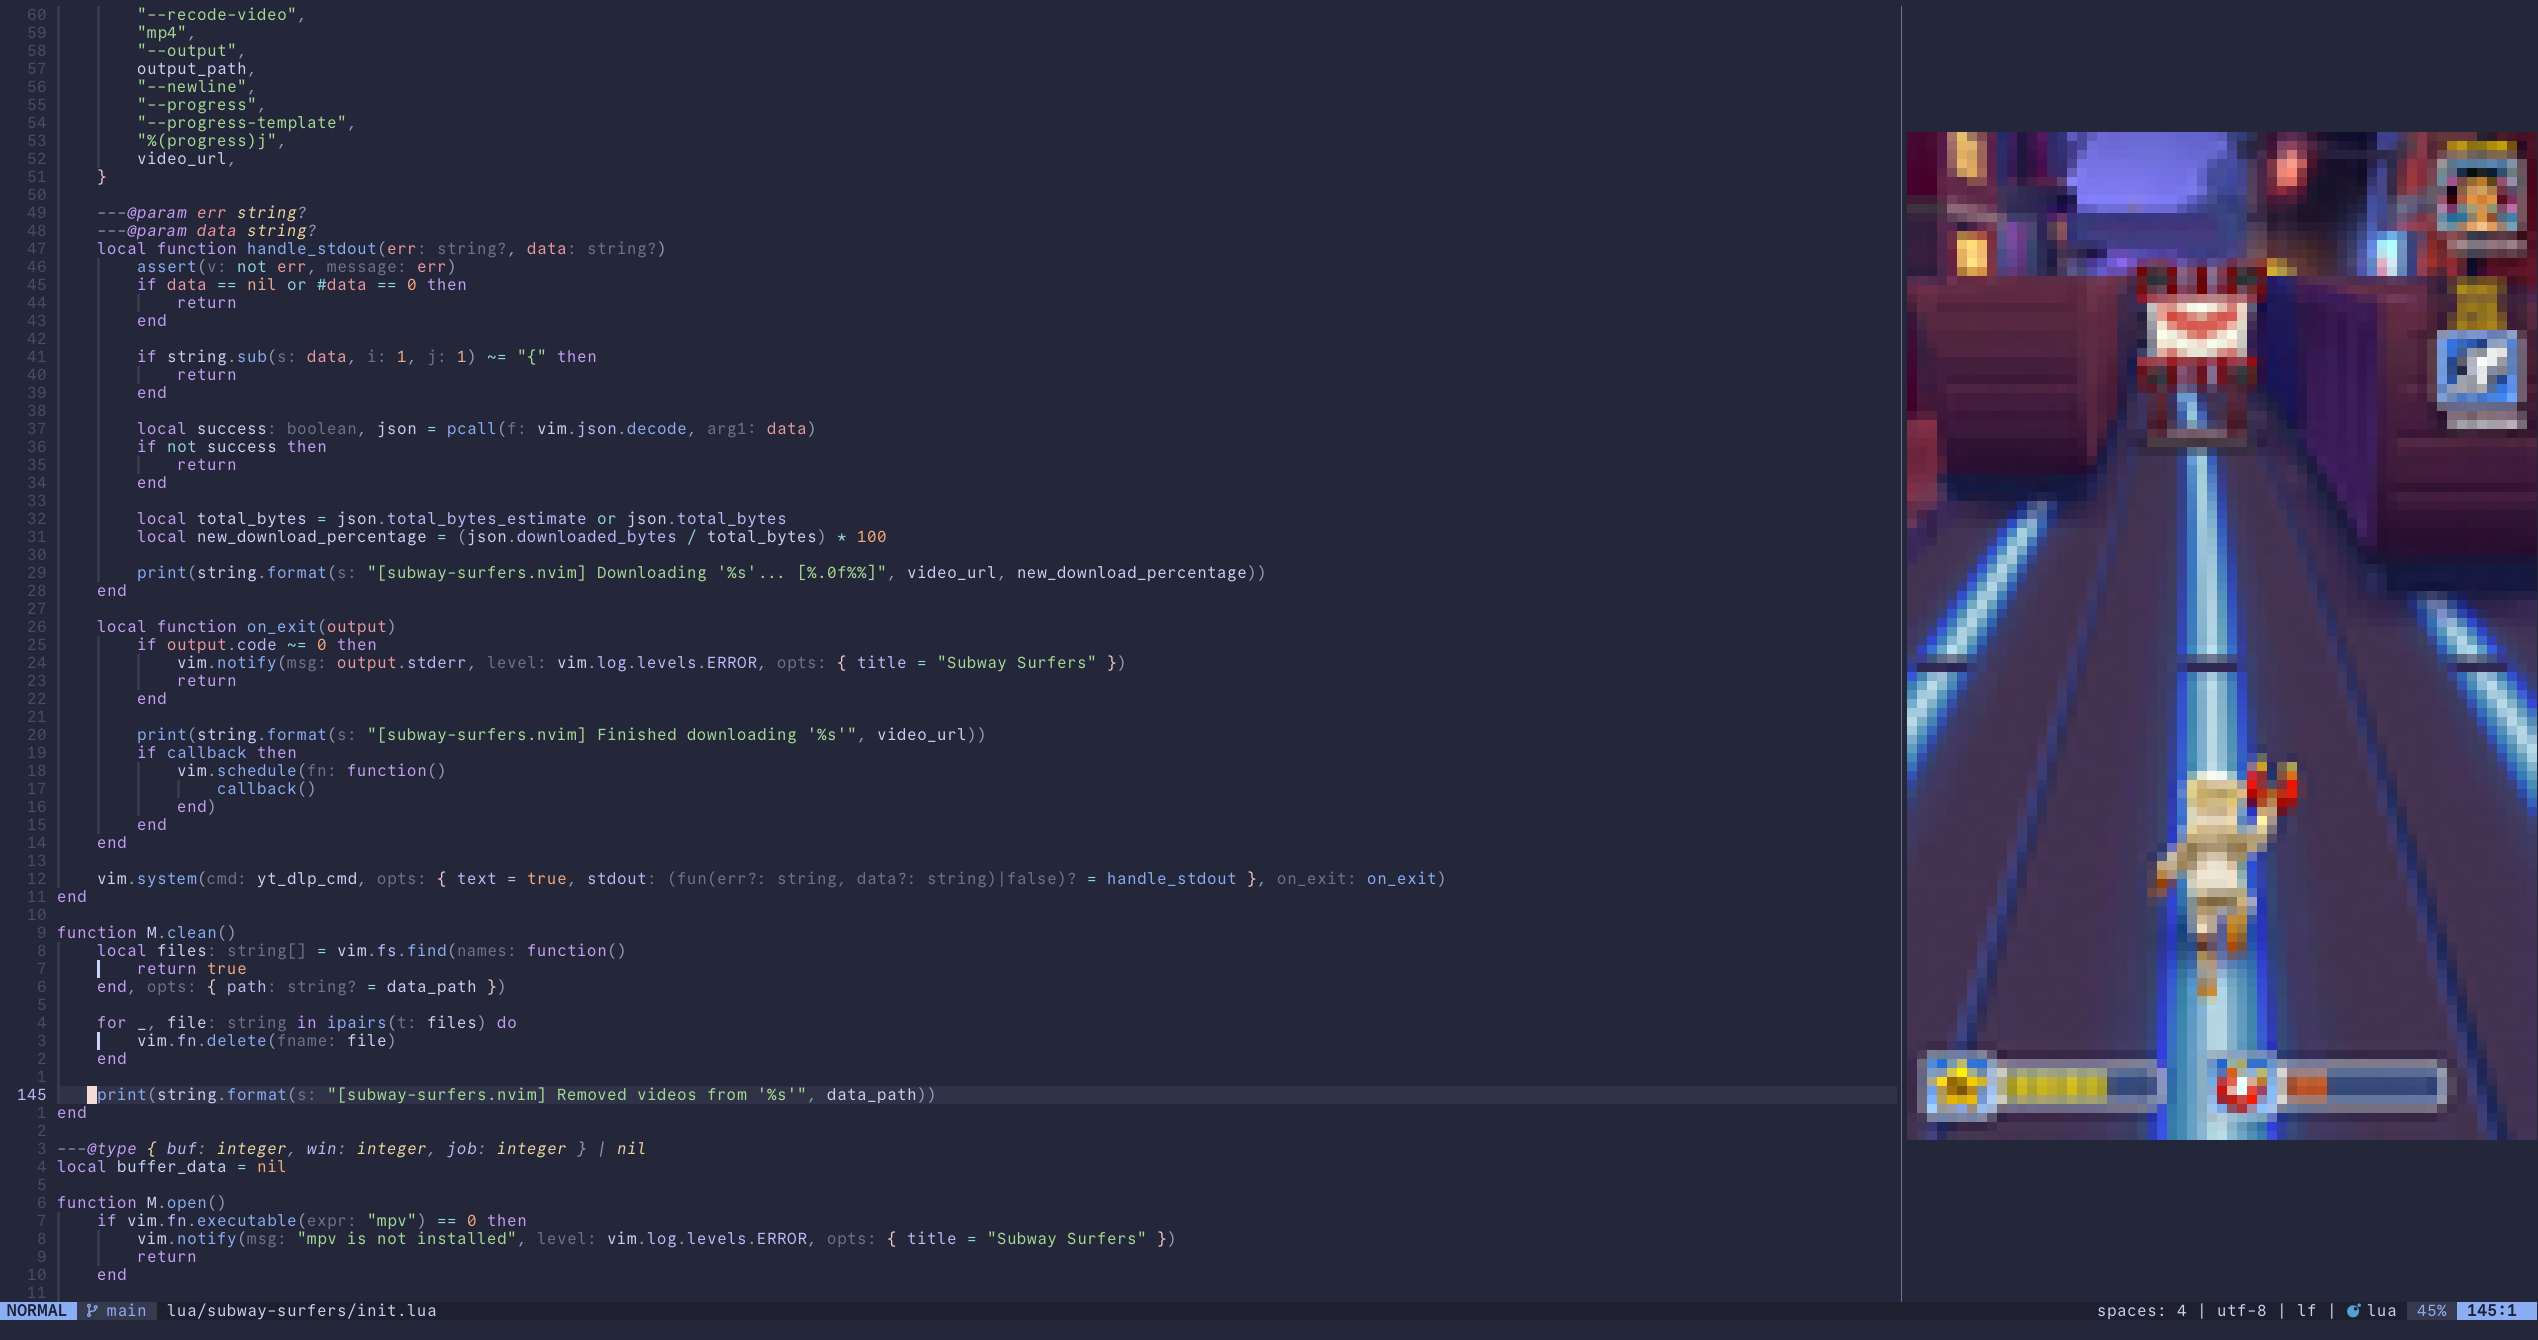 60 "--recode-video",
59 "mp4",
58 "--output",
57 output_path,
56 "--newline",
55 "--progress",
54 "--progress-template",
53 "%(progress)j",
52 video_url,
51 }
50
49 ---@param err string?
48 ---@param data string?
47 local function handle_stdout(err: string?, data: string?)
46 assert(v: not err, message: err)
45 if data == nil or #data == 0 then
44 return
43 end
42
41 if string.sub(s: data, i: 1, j: 1) ~= "{" then
40 return
39 end
38
37 local success: boolean, json = pcall(f: vim.json.decode, arg1: data)
36 if not success then
35 return
34 end
33
32 local total_bytes = json.total_bytes_estimate or json.total_bytes
31 local new_download_percentage = (json.downloaded_bytes / total_bytes) * 100
30
29 print(string.format(s: "[subway-surfers.nvim] Downloading '%s'... [%.0f%%]", video_url, new_download_percentage))
28 end
27
26 local function on_exit(output)
25 if output.code ~= 0 then
24 vim.notify(msg: output.stderr, level: vim.log.levels.ERROR, opts: { title = "Subway Surfers" })
23 return
22 end
21
20 print(string.format(s: "[subway-surfers.nvim] Finished downloading '%s'", video_url))
19 if callback then
18 vim.schedule(fn: function()
17 callback()
16 end)
15 end
14 end
13
12 vim.system(cmd: yt_dlp_cmd, opts: { text = true, stdout: (fun(err?: string, data?: string)|false)? = handle_stdout }, on_exit: on_exit)
11 end
10
9 function M.clean()
8 local files: string[] = vim.fs.find(names: function()
7 return true
6 end, opts: { path: string? = data_path })
5
4 for _, file: string in ipairs(t: files) do
3 vim.fn.delete(fname: file)
2 end
1
145 print(string.format(s: "[subway-surfers.nvim] Removed videos from '%s'", data_path))
1 end
2
3 ---@type { buf: integer, win: integer, job: integer } | nil
4 local buffer_data = nil
5
6 function M.open()
7 if vim.fn.executable(expr: "mpv") == 0 then
8 vim.notify(msg: "mpv is not installed", level: vim.log.levels.ERROR, opts: { title = "Subway Surfers" })
9 return
10 end
11
NORMAL main lua/subway-surfers/init.lua spaces: 4 | utf-8 | lf | lua 45% 145:1